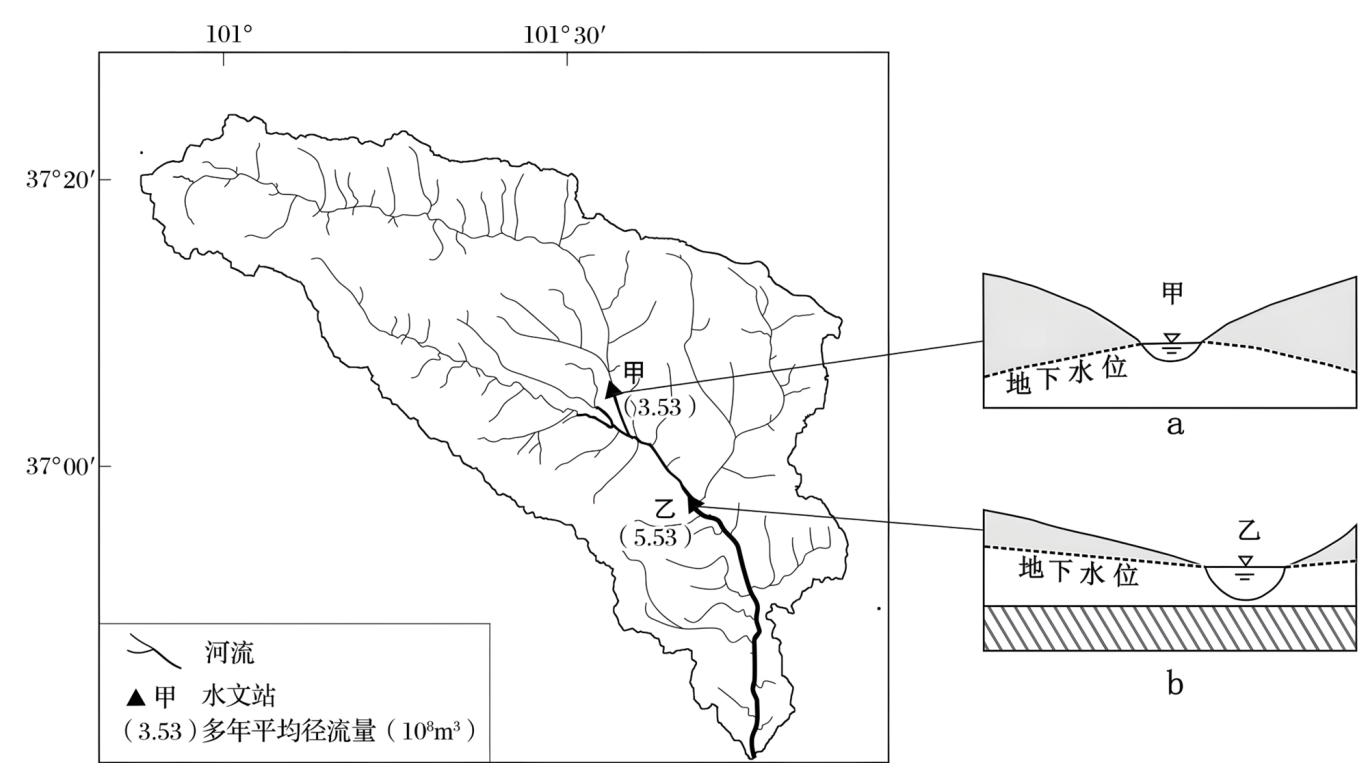 101° 101°30′
37°20′
甲
(3.53)
37°00′
乙
(5.53)
河流
甲 水文站
(3.53)多年平均径流量(10⁸m³)
甲
地下水位
a
乙
地下水位
b